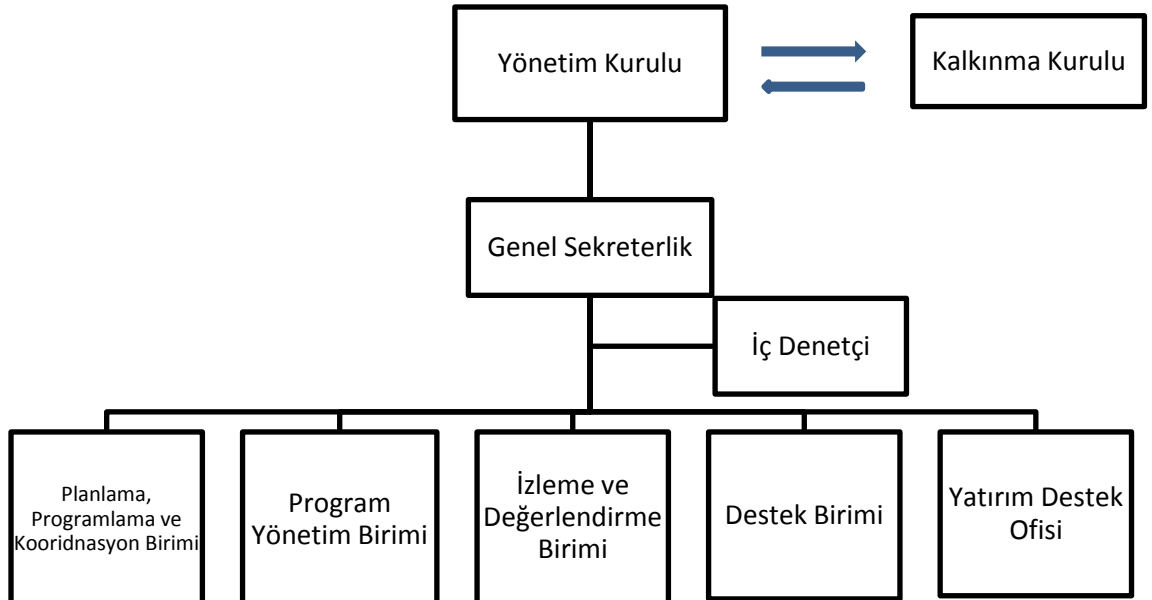 Yönetim Kurulu
Kalkınma Kurulu
Genel Sekreterlik
İç Denetçi
Planlama,
Programlama ve
Kooridnasyon Birimi
Program
Yönetim Birimi
İzleme ve
Değerlendirme
Birimi
Destek Birimi
Yatırım Destek
Ofisi